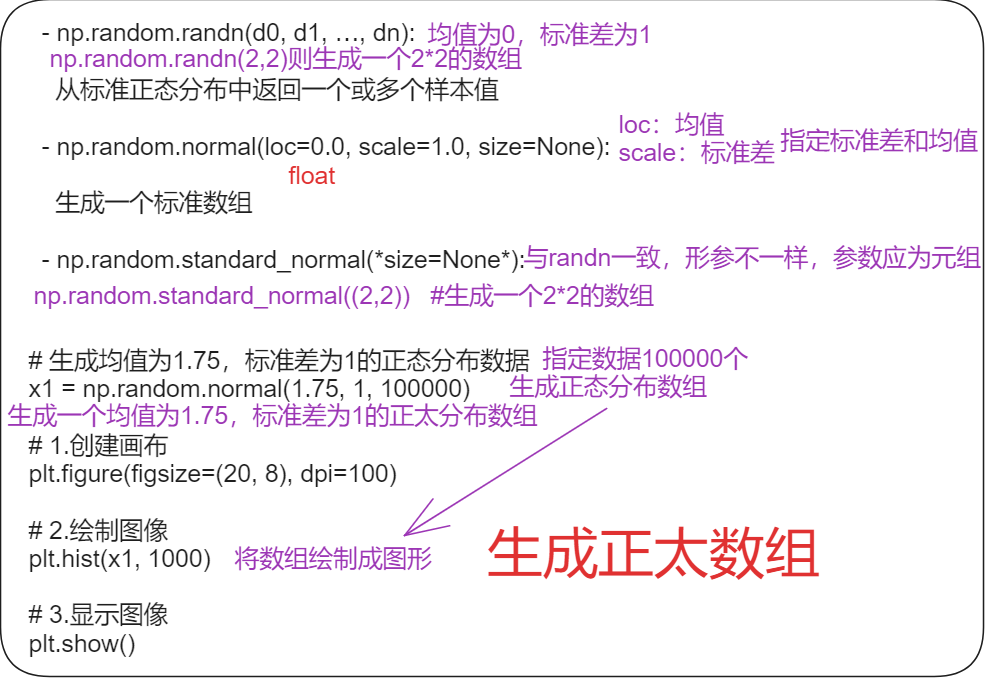 - np.random.randn(d0, d1, …, dn): 均值为0，标准差为1
np.random.randn(2,2)则生成一个2*2的数组
从标准正态分布中返回一个或多个样本值
loc：均值
- np.random.normal(loc=0.0, scale=1.0, size=None): scale：标准差 指定标准差和均值
float
生成一个标准数组
- np.random.standard_normal(*size=None*):与randn一致，形参不一样，参数应为元组
np.random.standard_normal((2,2)) #生成一个2*2的数组
# 生成均值为1.75，标准差为1的正态分布数据 指定数据100000个
x1 = np.random.normal(1.75, 1, 100000) 生成正态分布数组
生成一个均值为1.75，标准差为1的正太分布数组
# 1.创建画布
plt.figure(figsize=(20, 8), dpi=100)
# 2.绘制图像
plt.hist(x1, 1000) 将数组绘制成图形
生成正太数组
# 3.显示图像
plt.show()